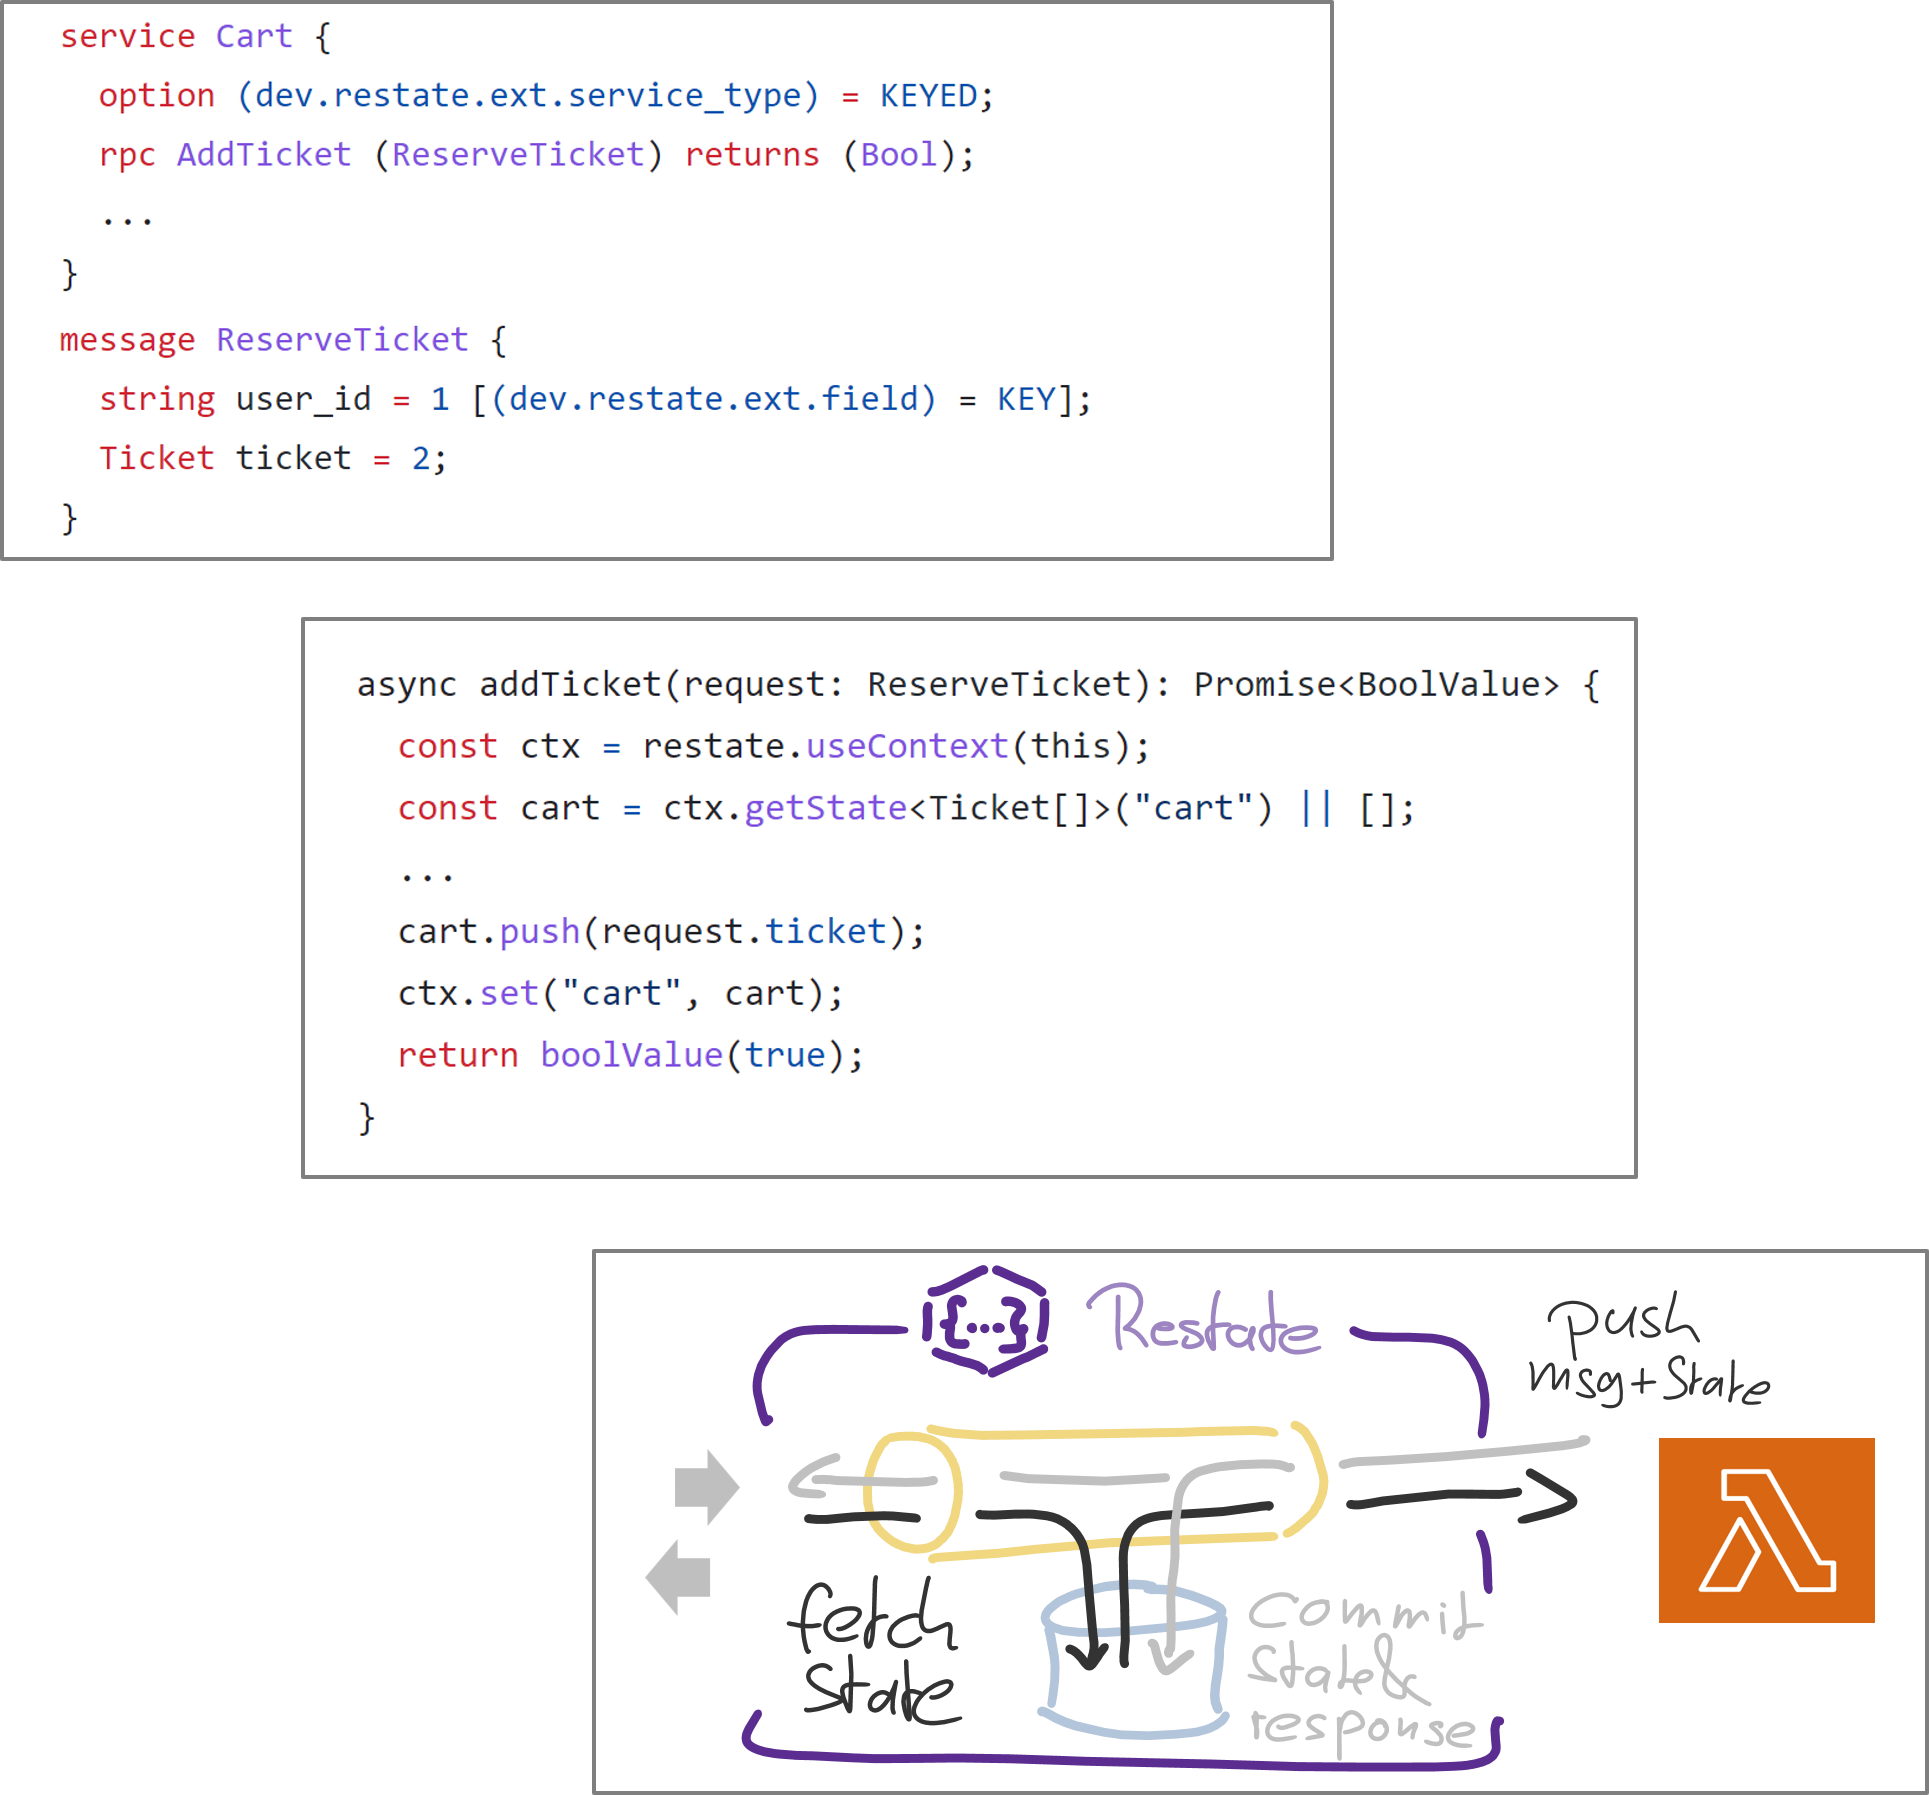 service Cart {
  option (dev.restate.ext.service_type) = KEYED;
  rpc AddTicket (ReserveTicket) returns (Bool);
  ...
}
message ReserveTicket {
  string user_id = 1 [(dev.restate.ext.field) = KEY];
  Ticket ticket = 2;
}
async addTicket(request: ReserveTicket): Promise<BoolValue> {
  const ctx = restate.useContext(this);
  const cart = ctx.getState<Ticket[]>("cart") || [];
  ...
  cart.push(request.ticket);
  ctx.set("cart", cart);
  return boolValue(true);
}
{...}
Restate
push
msg+State
fetch
State
Commit
State&
response